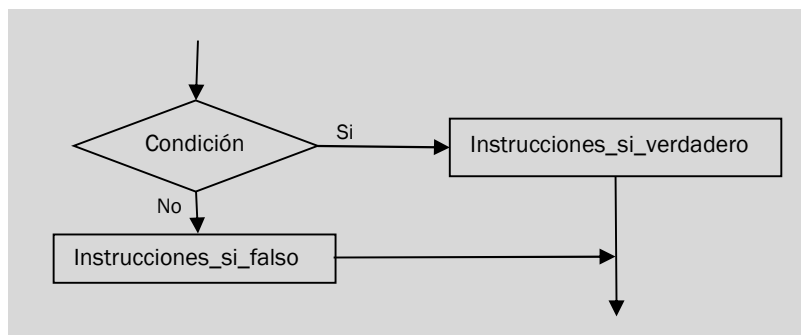 Condición
Si
Instrucciones_si_verdadero
No
Instrucciones_si_falso